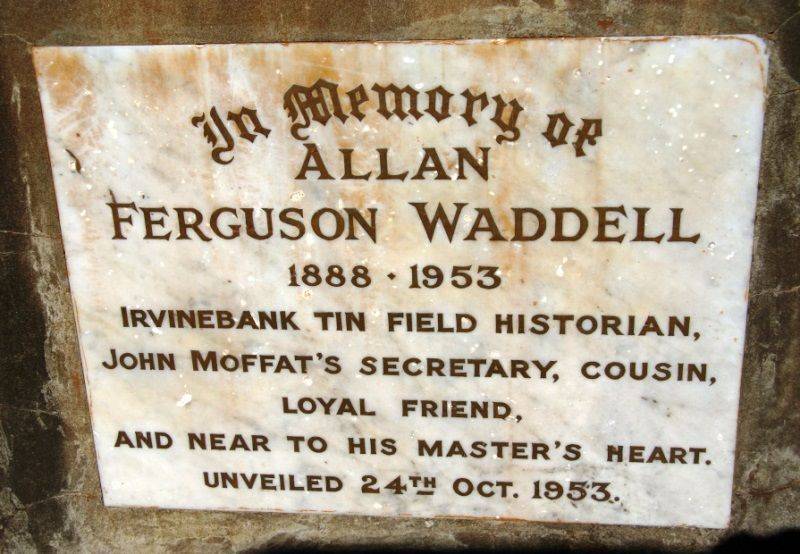 In Memory of
ALLAN
FERGUSON WADDELL
1888 · 1953
IRVINEBANK TIN FIELD HISTORIAN,
JOHN MOFFAT'S SECRETARY, COUSIN,
LOYAL FRIEND,
AND NEAR TO HIS MASTER'S HEART.
UNVEILED 24TH OCT. 1953.